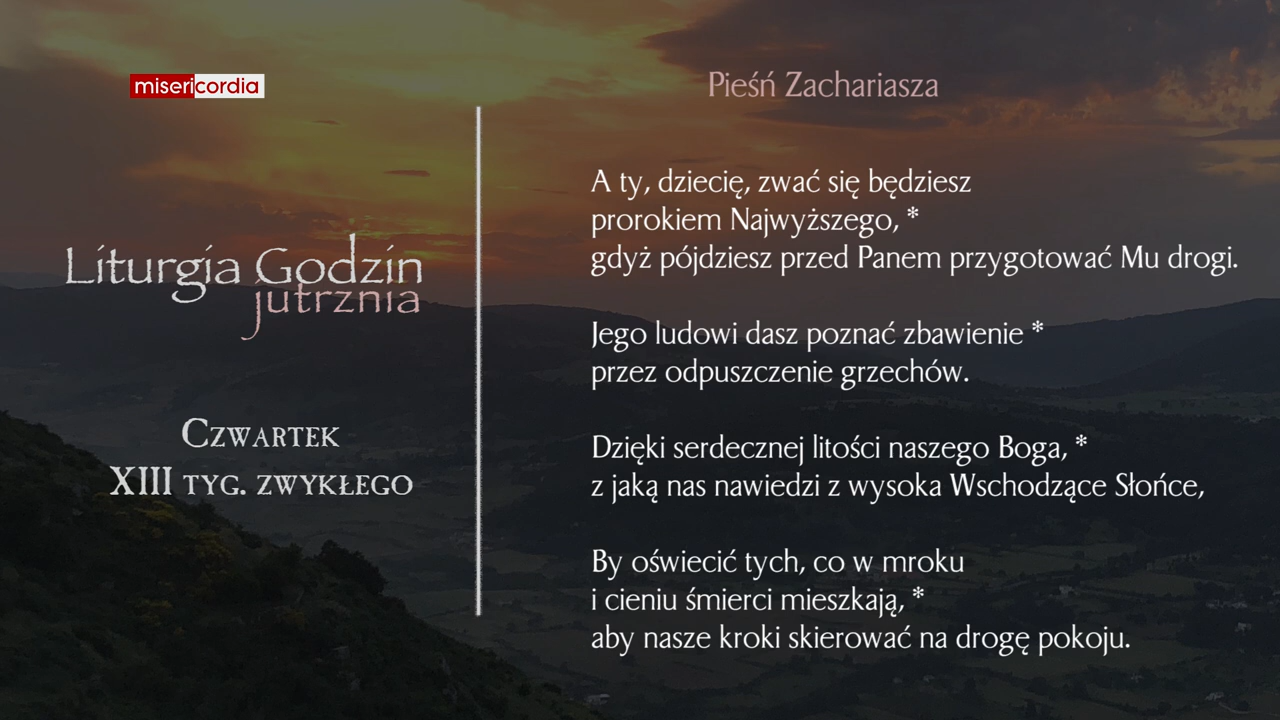 misericordia
Liturgia Godzin
jutrznia
Czwartek
XIII tyg. zwykłego
Pieśń Zachariasza
A ty, dziecię, zwać się będziesz
prorokiem Najwyższego, *
gdyż pójdziesz przed Panem przygotować Mu drogi.
Jego ludowi dasz poznać zbawienie *
przez odpuszczenie grzechów.
Dzięki serdecznej litości naszego Boga, *
z jaką nas nawiedzi z wysoka Wschodzące Słońce,
By oświecić tych, co w mroku
i cieniu śmierci mieszkają, *
aby nasze kroki skierować na drogę pokoju.